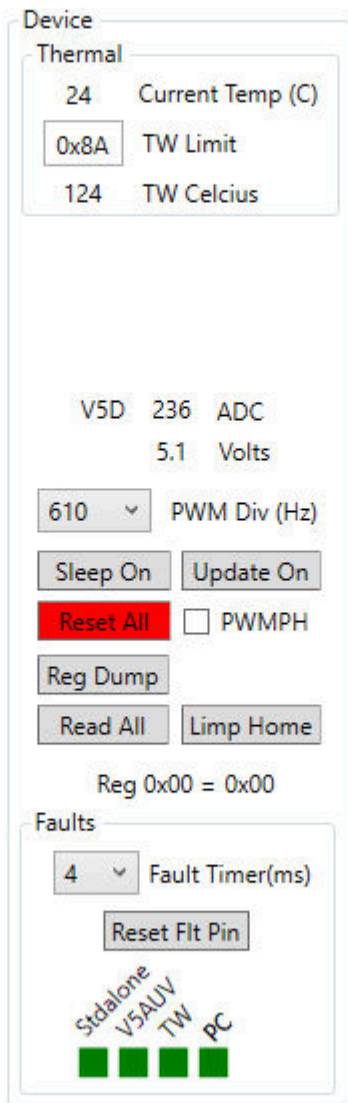 Device
Thermal
24 Current Temp (C)
0x8A TW Limit
124 TW Celcius
V5D 236 ADC
5.1 Volts
610 PWM Div (Hz)
Sleep On Update On
Reset All PWMPH
Reg Dump
Read All Limp Home
Reg 0x00 = 0x00
Faults
4 Fault Timer(ms)
Reset Flt Pin
Stdalone V5AUV TW PC